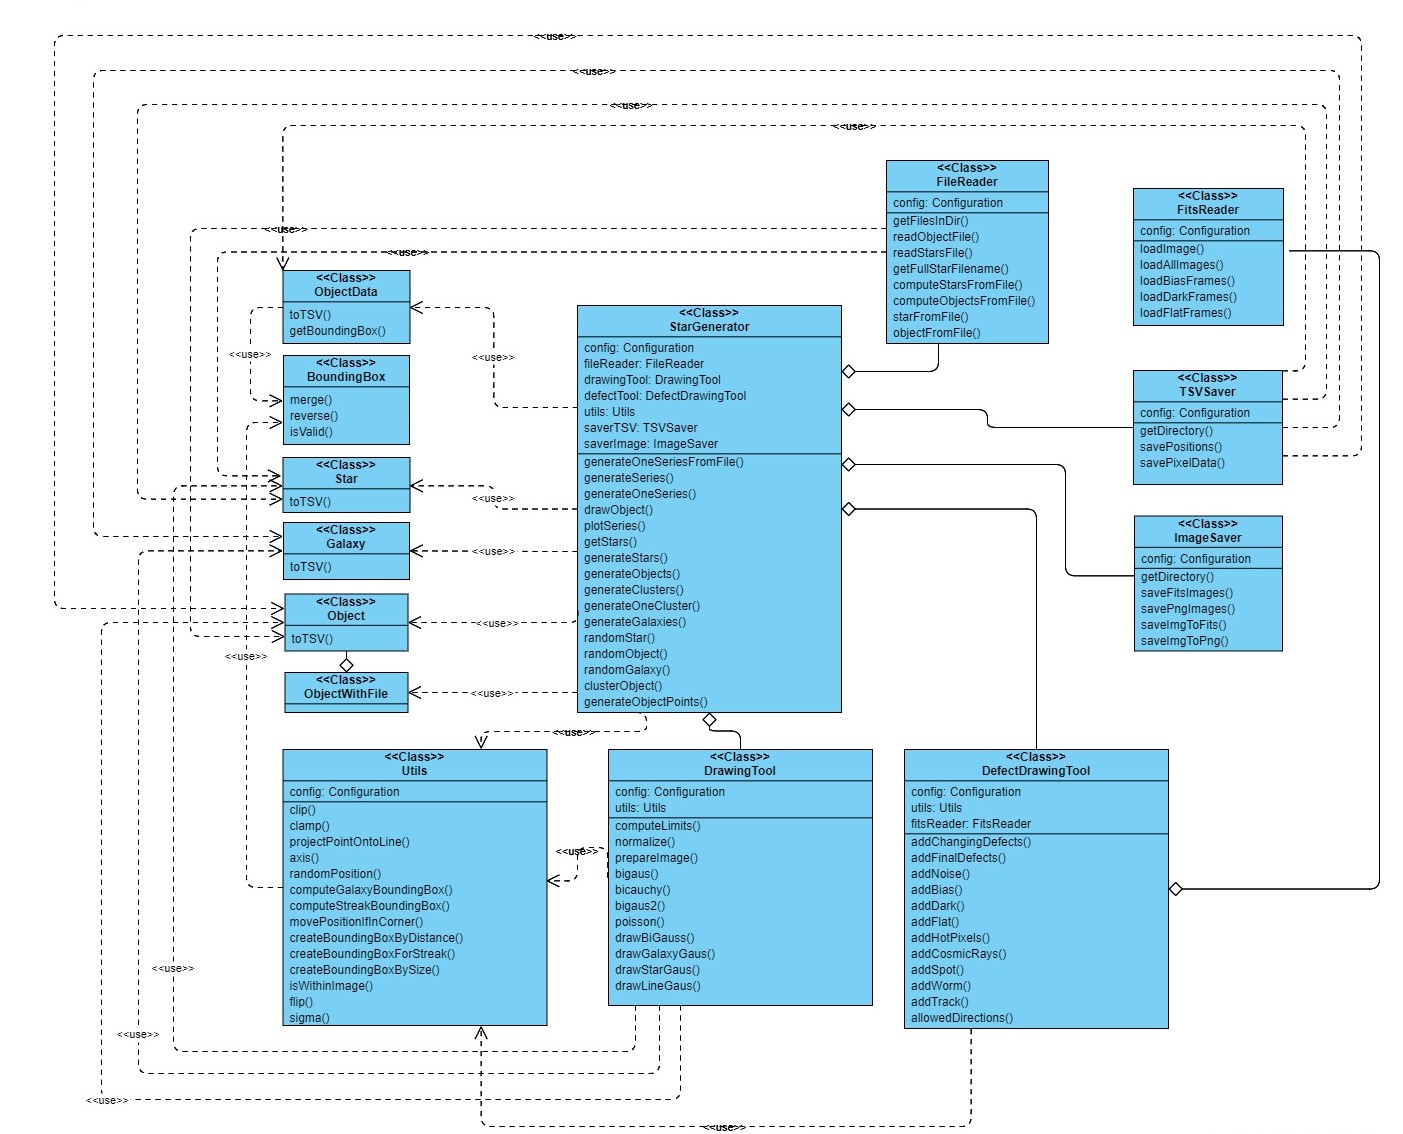 <<use>>
<<use>>
<<use>>
<<use>>
<<Class>>
FileReader
config: Configuration
getFilesInDir()
readObjectFile()
readStarsFile()
getFullStarFilename()
computeStarsFromFile()
computeObjectsFromFile()
starFromFile()
objectFromFile()
<<Class>>
FitsReader
config: Configuration
loadImage()
loadAllImages()
loadBiasFrames()
loadDarkFrames()
loadFlatFrames()
<<use>>
<<use>>
<<Class>>
ObjectData
toTSV()
getBoundingBox()
<<use>>
<<Class>>
BoundingBox
merge()
reverse()
isValid()
<<use>>
<<Class>>
StarGenerator
config: Configuration
fileReader: FileReader
drawingTool: DrawingTool
defectTool: DefectDrawingTool
utils: Utils
saverTSV: TSVSaver
saverImage: ImageSaver
generateOneSeriesFromFile()
generateSeries()
generateOneSeries()
drawObject()
plotSeries()
getStars()
generateStars()
generateObjects()
generateClusters()
generateOneCluster()
generateGalaxies()
randomStar()
randomObject()
randomGalaxy()
clusterObject()
generateObjectPoints()
<<Class>>
TSVSaver
config: Configuration
getDirectory()
savePositions()
savePixelData()
<<Class>>
Star
toTSV()
<<use>>
<<Class>>
Galaxy
toTSV()
<<use>>
<<Class>>
ImageSaver
config: Configuration
getDirectory()
saveFitsImages()
savePngImages()
saveImgToFits()
saveImgToPng()
<<Class>>
Object
toTSV()
<<use>>
<<use>>
<<Class>>
ObjectWithFile
<<use>>
<<use>>
<<Class>>
Utils
config: Configuration
clip()
clamp()
projectPointOntoLine()
axis()
randomPosition()
computeGalaxyBoundingBox()
computeStreakBoundingBox()
movePositionIfInCorner()
createBoundingBoxByDistance()
createBoundingBoxForStreak()
createBoundingBoxBySize()
isWithinImage()
flip()
sigma()
<<use>>
<<Class>>
DrawingTool
config: Configuration
utils: Utils
computeLimits()
normalize()
prepareImage()
bigaus()
bicauchy()
bigaus2()
poisson()
drawBiGauss()
drawGalaxyGaus()
drawStarGaus()
drawLineGaus()
<<Class>>
DefectDrawingTool
config: Configuration
utils: Utils
fitsReader: FitsReader
addChangingDefects()
addFinalDefects()
addNoise()
addBias()
addDark()
addFlat()
addHotPixels()
addCosmicRays()
addSpot()
addWorm()
addTrack()
allowedDirections()
<<use>>
<<use>>
<<use>>
<<use>>